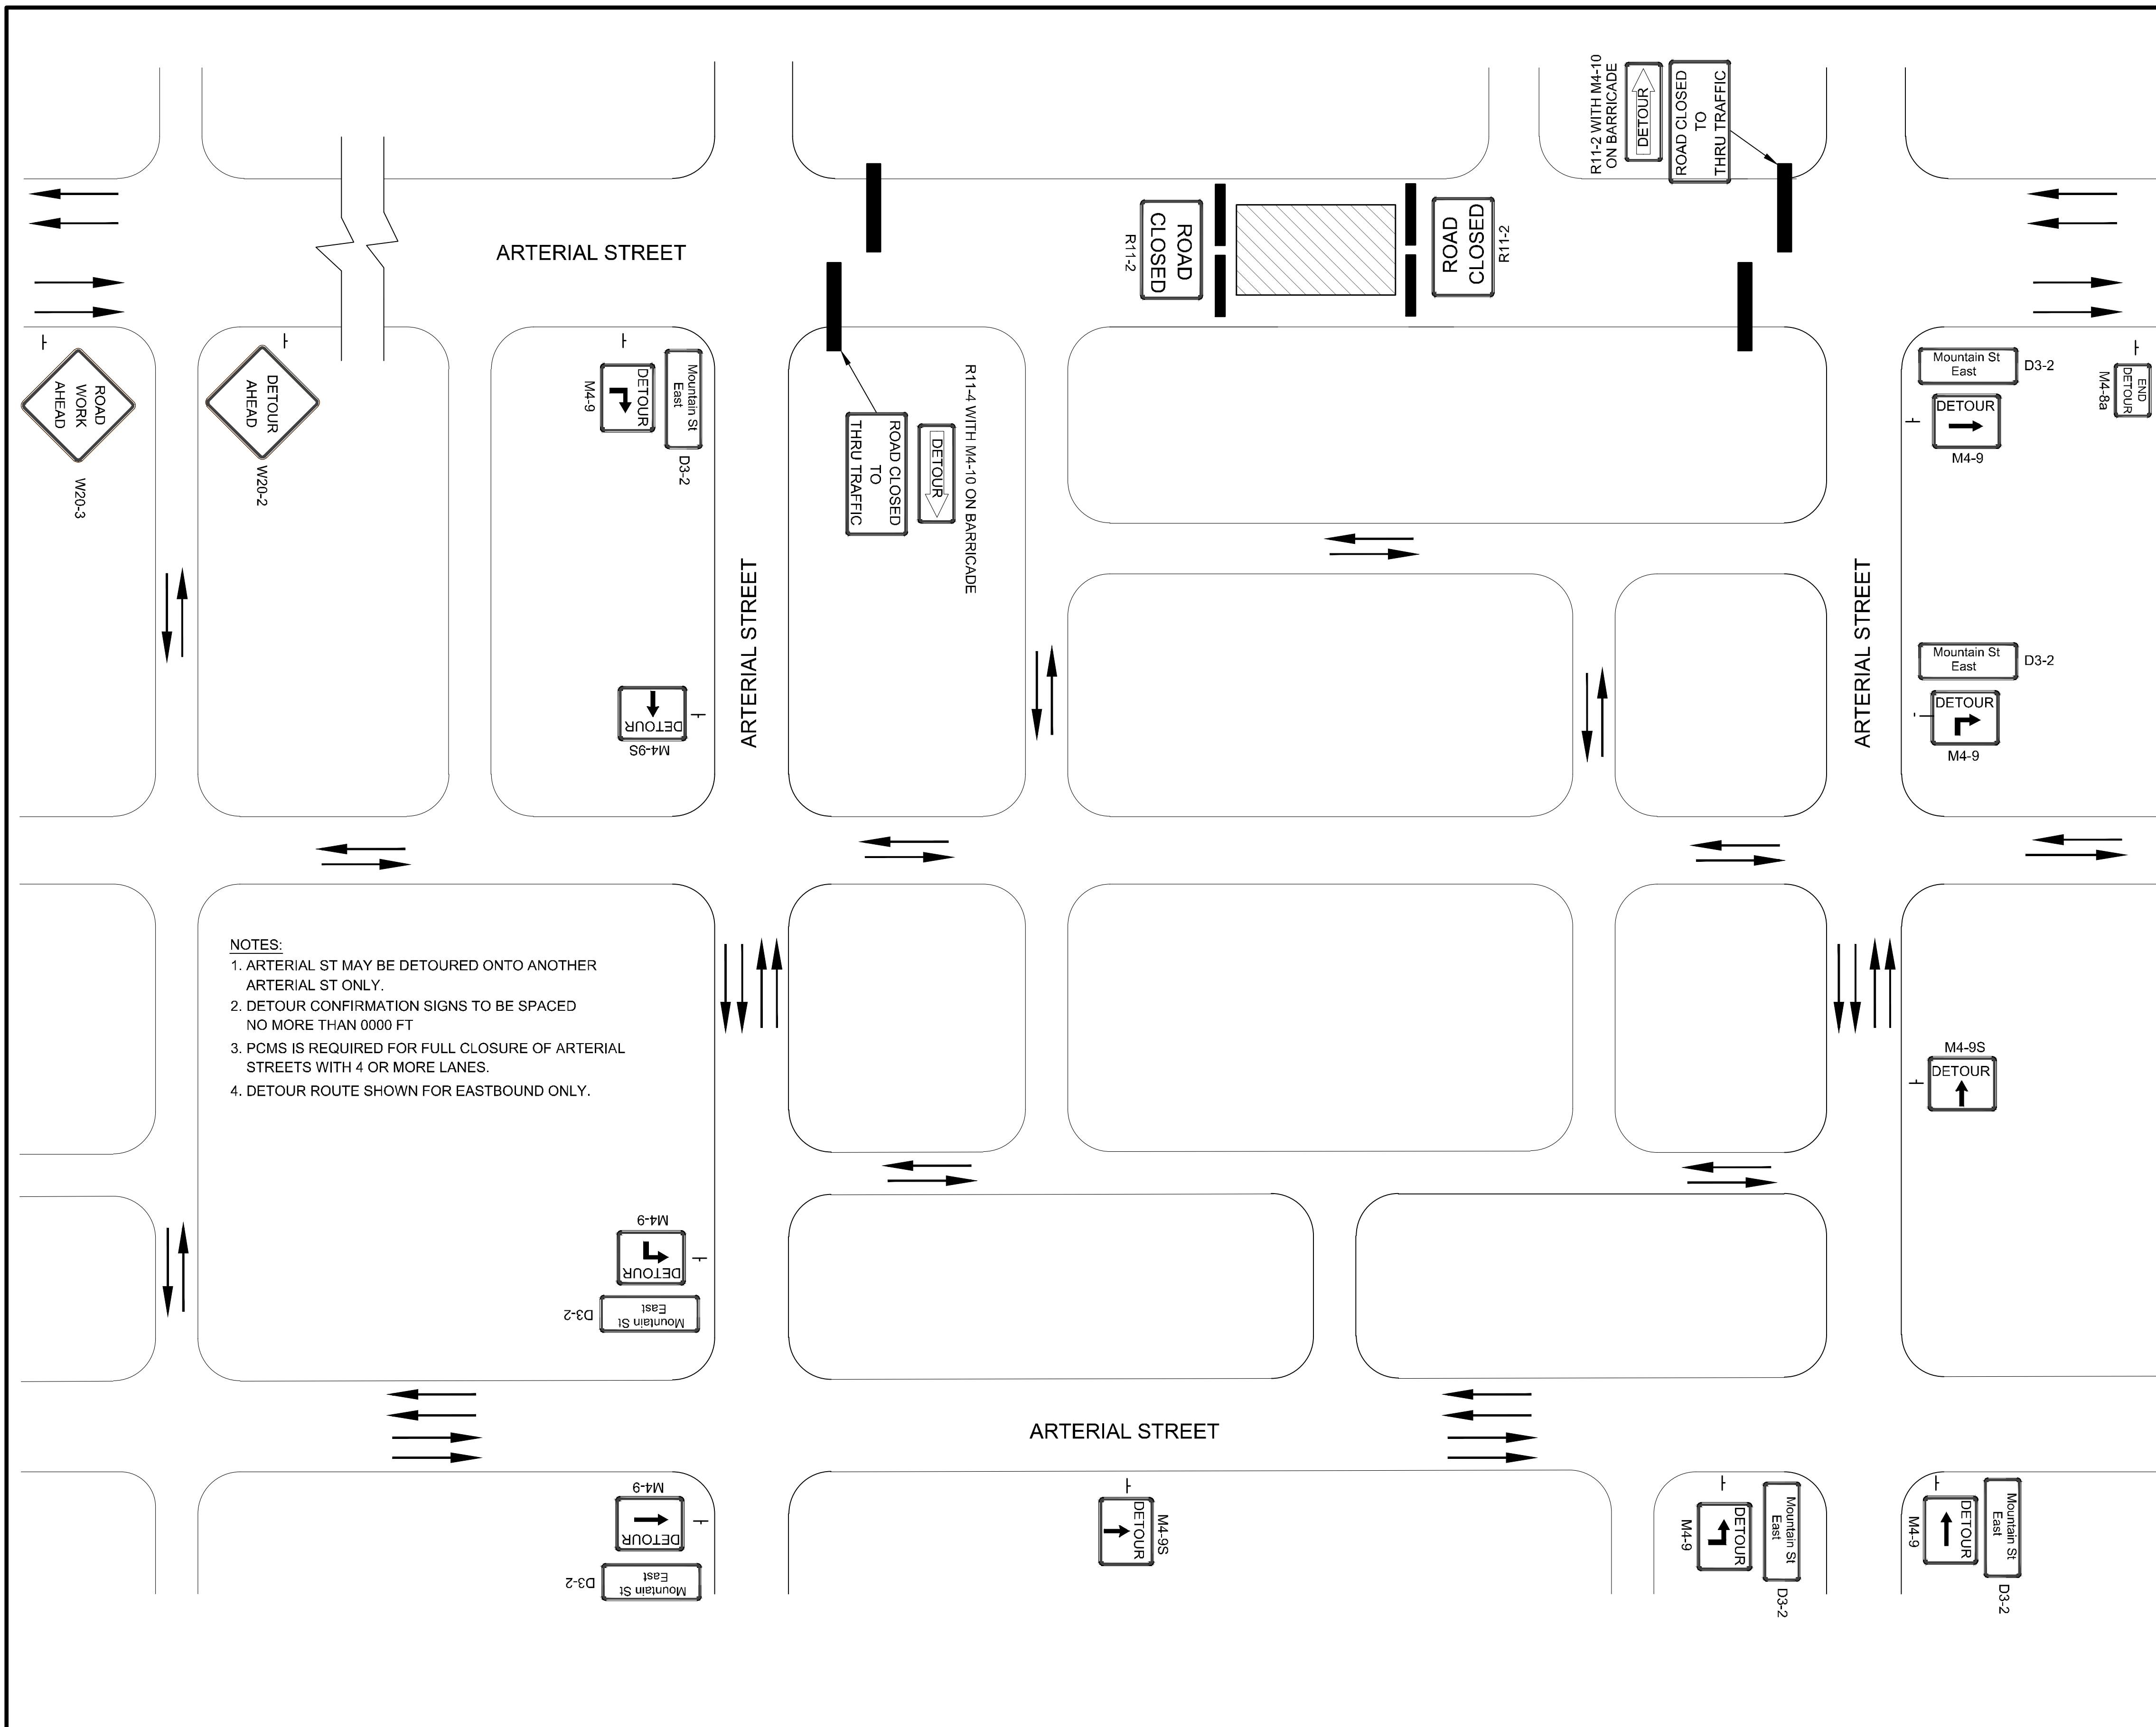 R11-2 WITH M4-10
ON BARRICADE
DETOUR
ROAD CLOSED
TO
THRU TRAFFIC
ARTERIAL STREET
R11-2
ROAD
CLOSED
ROAD
CLOSED
R11-2
ROAD
WORK
AHEAD
W20-3
DETOUR
AHEAD
W20-2
M4-9
DETOUR
Mountain St
East
D3-2
ROAD CLOSED
TO
THRU TRAFFIC
DETOUR
R11-4 WITH M4-10 ON BARRICADE
Mountain St
East
D3-2
DETOUR
M4-9
END
DETOUR
M4-8a
ARTERIAL STREET
ARTERIAL STREET
DETOUR
M4-9S
Mountain St
East
D3-2
DETOUR
M4-9
NOTES:
1. ARTERIAL ST MAY BE DETOURED ONTO ANOTHER
ARTERIAL ST ONLY.
2. DETOUR CONFIRMATION SIGNS TO BE SPACED
NO MORE THAN 0000 FT
3. PCMS IS REQUIRED FOR FULL CLOSURE OF ARTERIAL
STREETS WITH 4 OR MORE LANES.
4. DETOUR ROUTE SHOWN FOR EASTBOUND ONLY.
M4-9S
DETOUR
M4-9
DETOUR
Mountain St
East
D3-2
ARTERIAL STREET
M4-9
DETOUR
Mountain St
East
D3-2
DETOUR
M4-9S
M4-9
DETOUR
Mountain St
East
D3-2
M4-9
DETOUR
Mountain St
East
D3-2